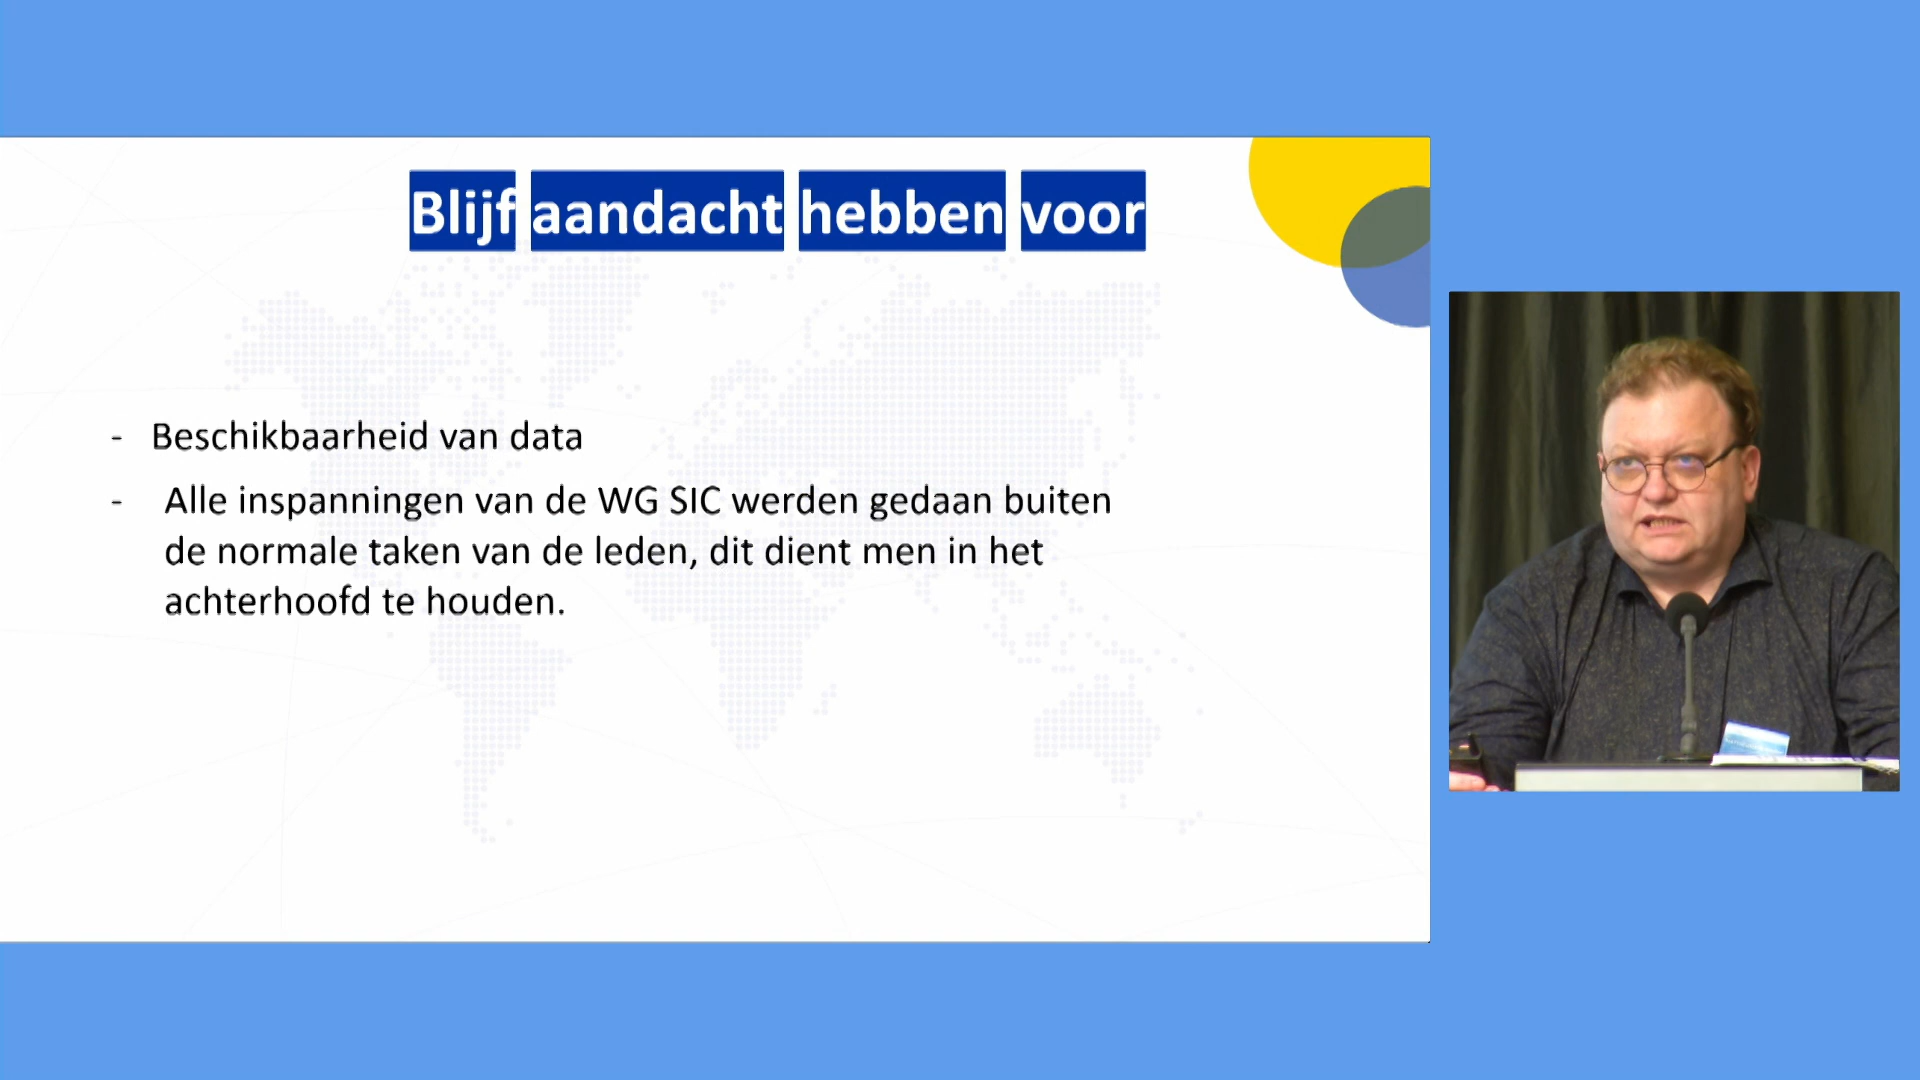 Blijf aandacht hebben voor
- Beschikbaarheid van data
- Alle inspanningen van de WG SIC werden gedaan buiten
de normale taken van de leden, dit dient men in het
achterhoofd te houden.